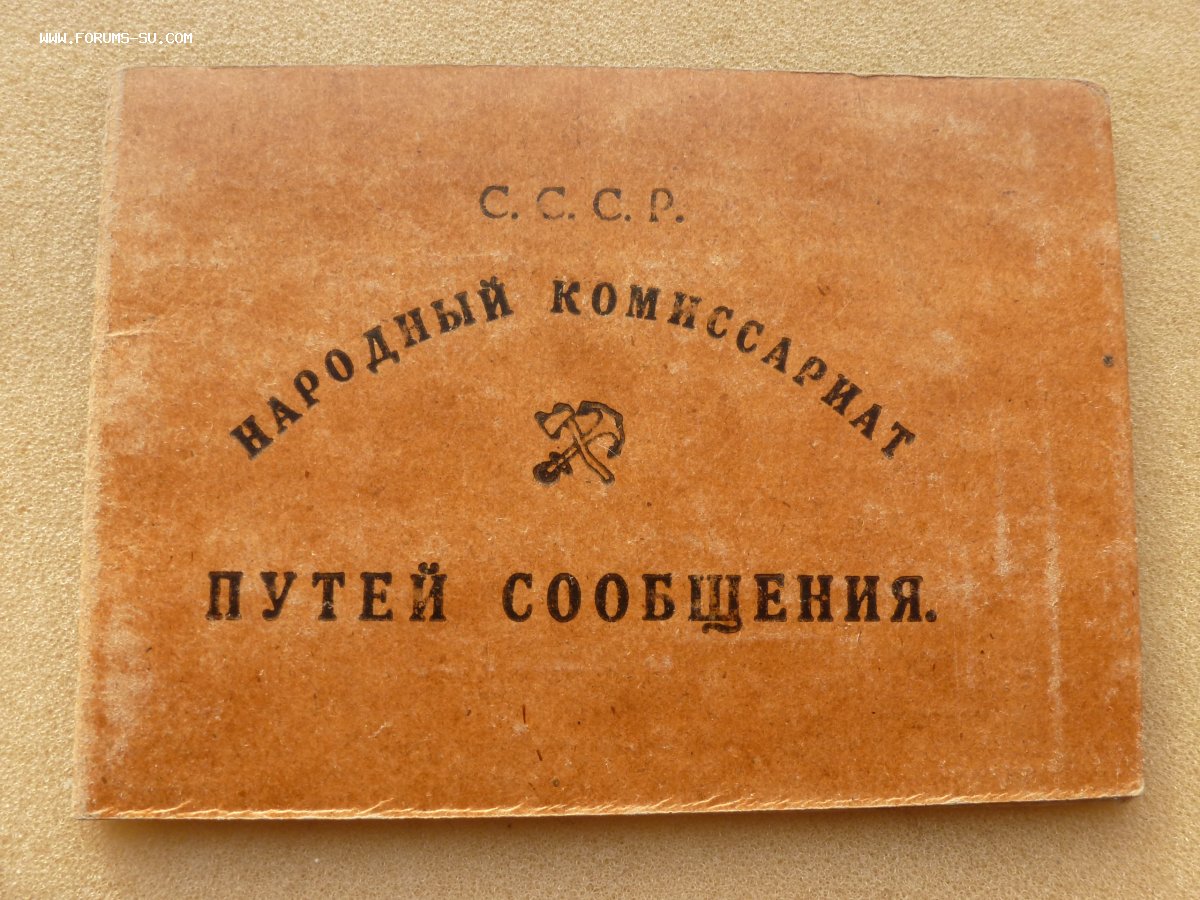 WWW.FORUMS-SU.COM
С. С. С. Р.
НАРОДНЫЙ КОМИССАРИАТ
ПУТЕЙ СООБЩЕНИЯ.